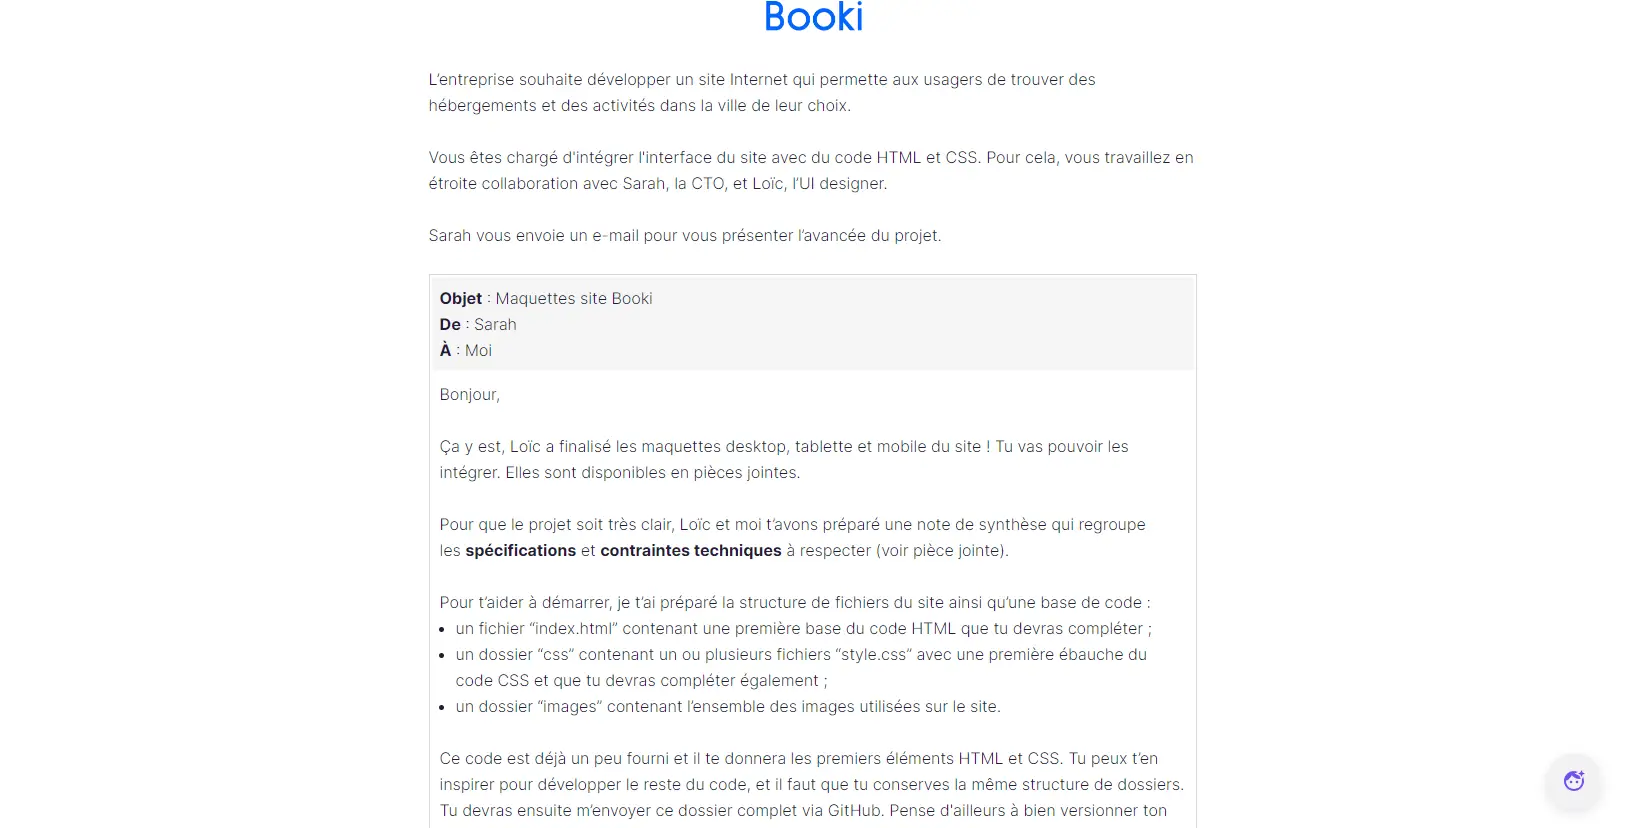 Booki
L’entreprise souhaite développer un site Internet qui permette aux usagers de trouver des
hébergements et des activités dans la ville de leur choix.
Vous êtes chargé d'intégrer l'interface du site avec du code HTML et CSS. Pour cela, vous travaillez en
étroite collaboration avec Sarah, la CTO, et Loïc, l’UI designer.
Sarah vous envoie un e-mail pour vous présenter l’avancée du projet.
Objet : Maquettes site Booki
De : Sarah
À : Moi
Bonjour,
Ça y est, Loïc a finalisé les maquettes desktop, tablette et mobile du site ! Tu vas pouvoir les
intégrer. Elles sont disponibles en pièces jointes.
Pour que le projet soit très clair, Loïc et moi t’avons préparé une note de synthèse qui regroupe
les spécifications et contraintes techniques à respecter (voir pièce jointe).
Pour t’aider à démarrer, je t’ai préparé la structure de fichiers du site ainsi qu’une base de code :
• un fichier “index.html” contenant une première base du code HTML que tu devras compléter ;
• un dossier “css” contenant un ou plusieurs fichiers “style.css” avec une première ébauche du
code CSS et que tu devras compléter également ;
• un dossier “images” contenant l’ensemble des images utilisées sur le site.
Ce code est déjà un peu fourni et il te donnera les premiers éléments HTML et CSS. Tu peux t’en
inspirer pour développer le reste du code, et il faut que tu conserves la même structure de dossiers.
Tu devras ensuite m’envoyer ce dossier complet via GitHub. Pense d'ailleurs à bien versionner ton